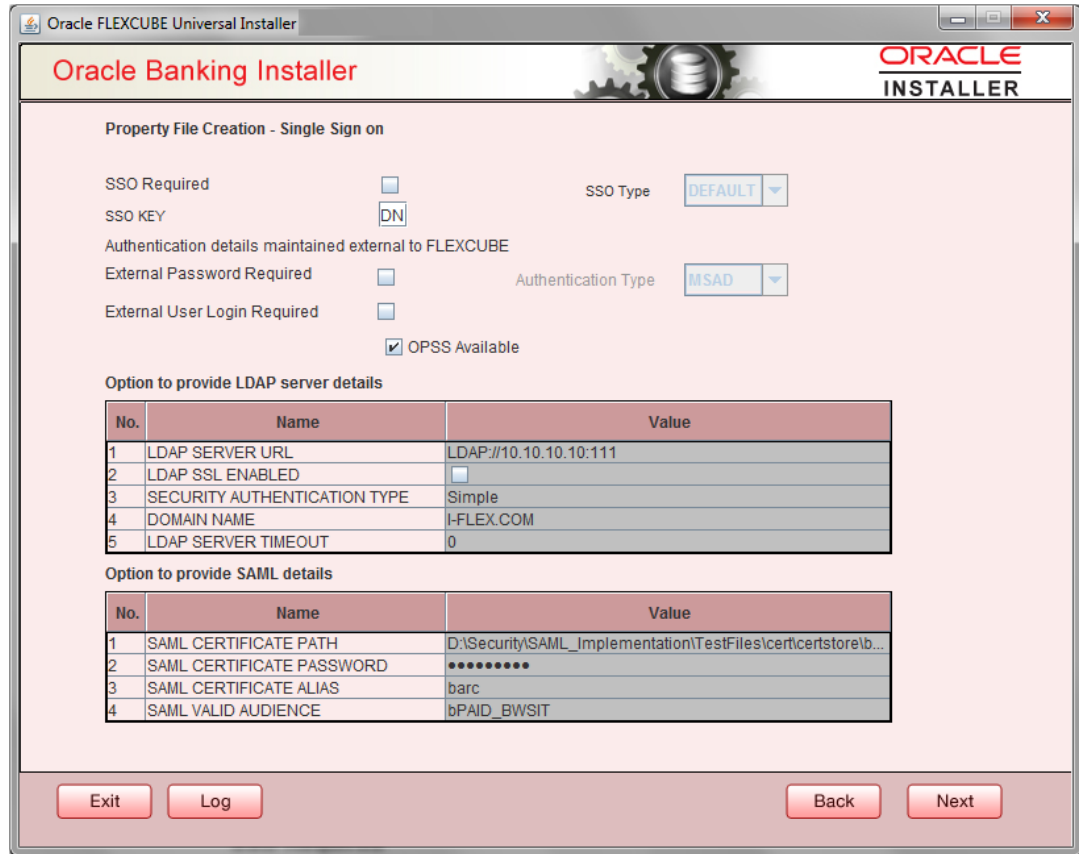 Oracle FLEXCUBE Universal Installer
Oracle Banking Installer
ORACLE
INSTALLER
Property File Creation - Single Sign on
SSO Required
SSO Type
DEFAULT
SSO KEY
DN
Authentication details maintained external to FLEXCUBE
External Password Required
Authentication Type
MSAD
External User Login Required
OPSS Available
Option to provide LDAP server details
No. Name Value
1 LDAP SERVER URL LDAP://10.10.10.10:111
2 LDAP SSL ENABLED
3 SECURITY AUTHENTICATION TYPE Simple
4 DOMAIN NAME I-FLEX.COM
5 LDAP SERVER TIMEOUT 0
Option to provide SAML details
No. Name Value
1 SAML CERTIFICATE PATH D:\Security\SAML_Implementation\TestFiles\cert\certstore\b...
2 SAML CERTIFICATE PASSWORD •••••••••
3 SAML CERTIFICATE ALIAS barc
4 SAML VALID AUDIENCE bPAID_BWSIT
Exit Log Back Next